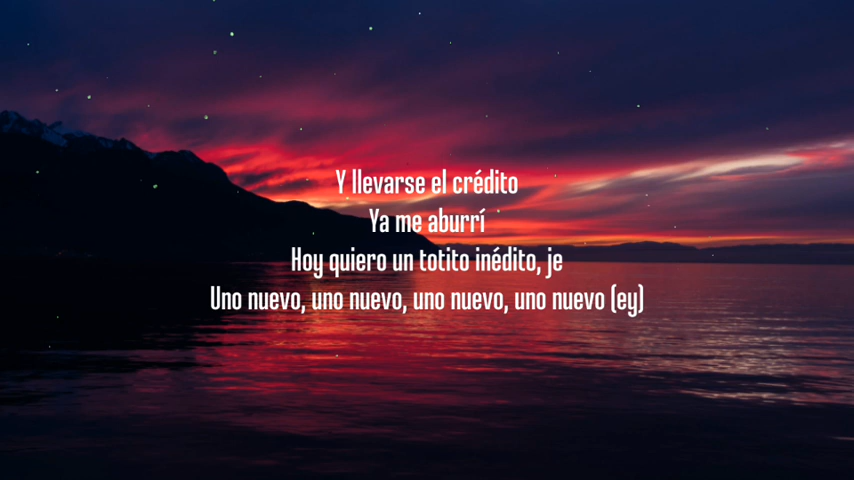 Y llevarse el crédito
Ya me aburrí
Hoy quiero un totito inédito, je
Uno nuevo, uno nuevo, uno nuevo, uno nuevo (ey)